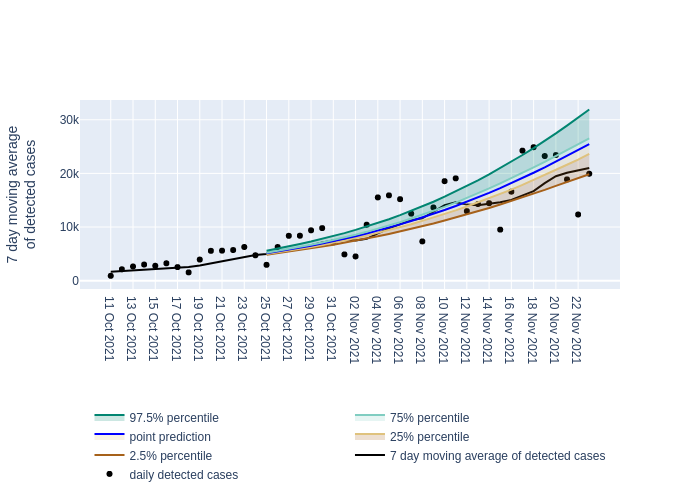 7 day moving average
of detected cases
30k
20k
10k
0
11 Oct 2021
13 Oct 2021
15 Oct 2021
17 Oct 2021
19 Oct 2021
21 Oct 2021
23 Oct 2021
25 Oct 2021
27 Oct 2021
29 Oct 2021
31 Oct 2021
02 Nov 2021
04 Nov 2021
06 Nov 2021
08 Nov 2021
10 Nov 2021
12 Nov 2021
14 Nov 2021
16 Nov 2021
18 Nov 2021
20 Nov 2021
22 Nov 2021
97.5% percentile
75% percentile
point prediction
25% percentile
2.5% percentile
7 day moving average of detected cases
daily detected cases